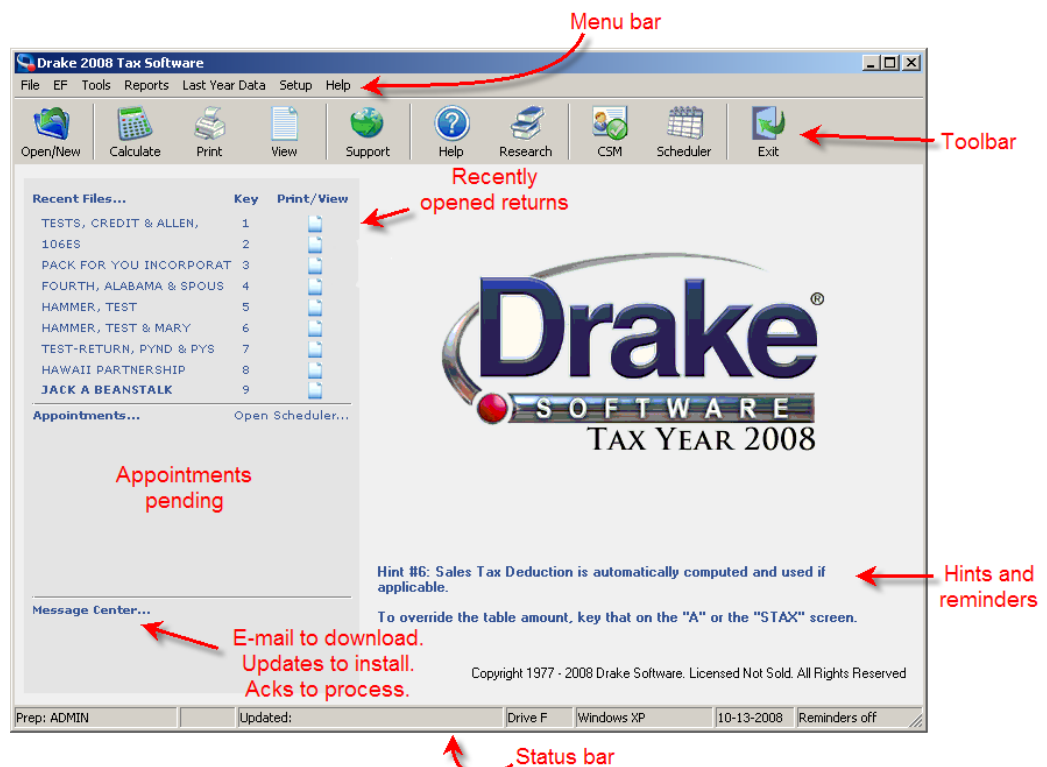 Menu bar
Drake 2008 Tax Software
File EF Tools Reports Last Year Data Setup Help
Open/New Calculate Print View Support Help Research CSM Scheduler Exit
Toolbar
Recently
opened returns
Recent Files... Key Print/View
TESTS, CREDIT & ALLEN, 1
106ES 2
PACK FOR YOU INCORPORAT 3
FOURTH, ALABAMA & SPOUS 4
HAMMER, TEST 5
HAMMER, TEST & MARY 6
TEST-RETURN, PYND & PYS 7
HAWAII PARTNERSHIP 8
JACK A BEANSTALK 9
Appointments... Open Scheduler...
Appointments
pending
Drake®
SOFTWARE
TAX YEAR 2008
Hint #6: Sales Tax Deduction is automatically computed and used if
applicable.
To override the table amount, key that on the "A" or the "STAX" screen.
Hints and
reminders
Message Center...
E-mail to download.
Updates to install.
Acks to process.
Copyright 1977 - 2008 Drake Software. Licensed Not Sold. All Rights Reserved
Prep: ADMIN Updated: Drive F Windows XP 10-13-2008 Reminders off
Status bar